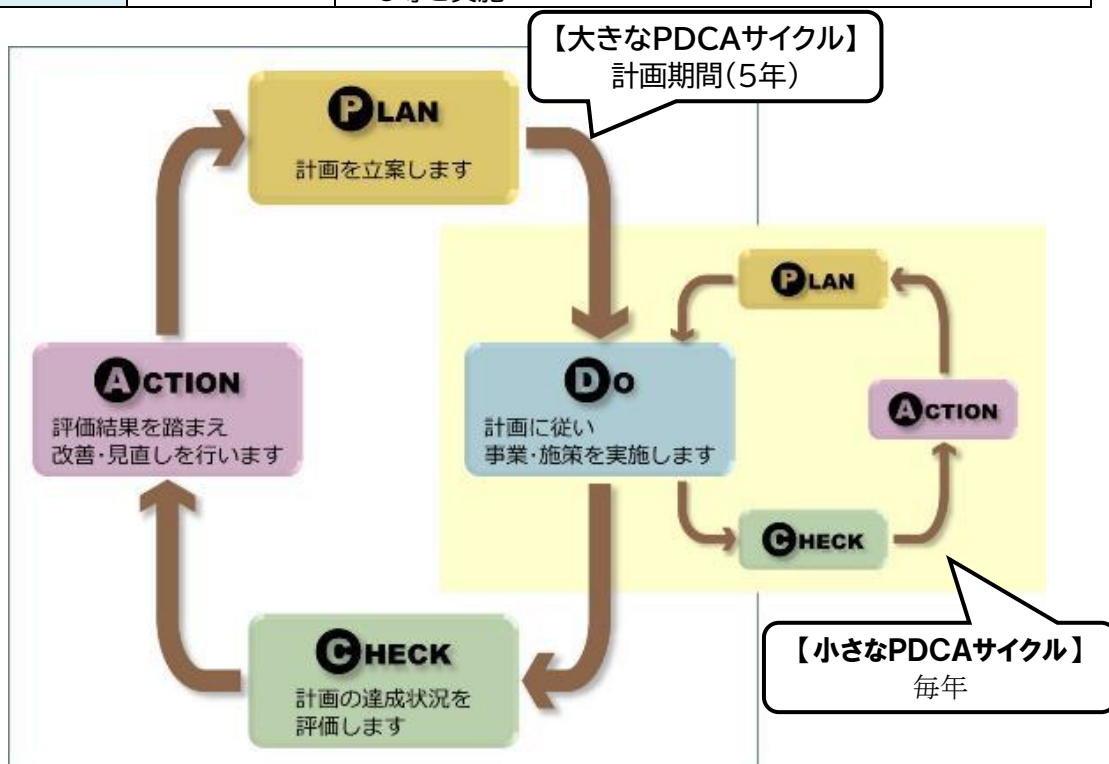 【大きなPDCAサイクル】
計画期間(5年)
PLAN
計画を立案します
PLAN
ACTION
評価結果を踏まえ
改善・見直しを行います
DO
計画に従い
事業・施策を実施します
ACTION
CHECK
CHECK
計画の達成状況を
評価します
【小さなPDCAサイクル】
毎年